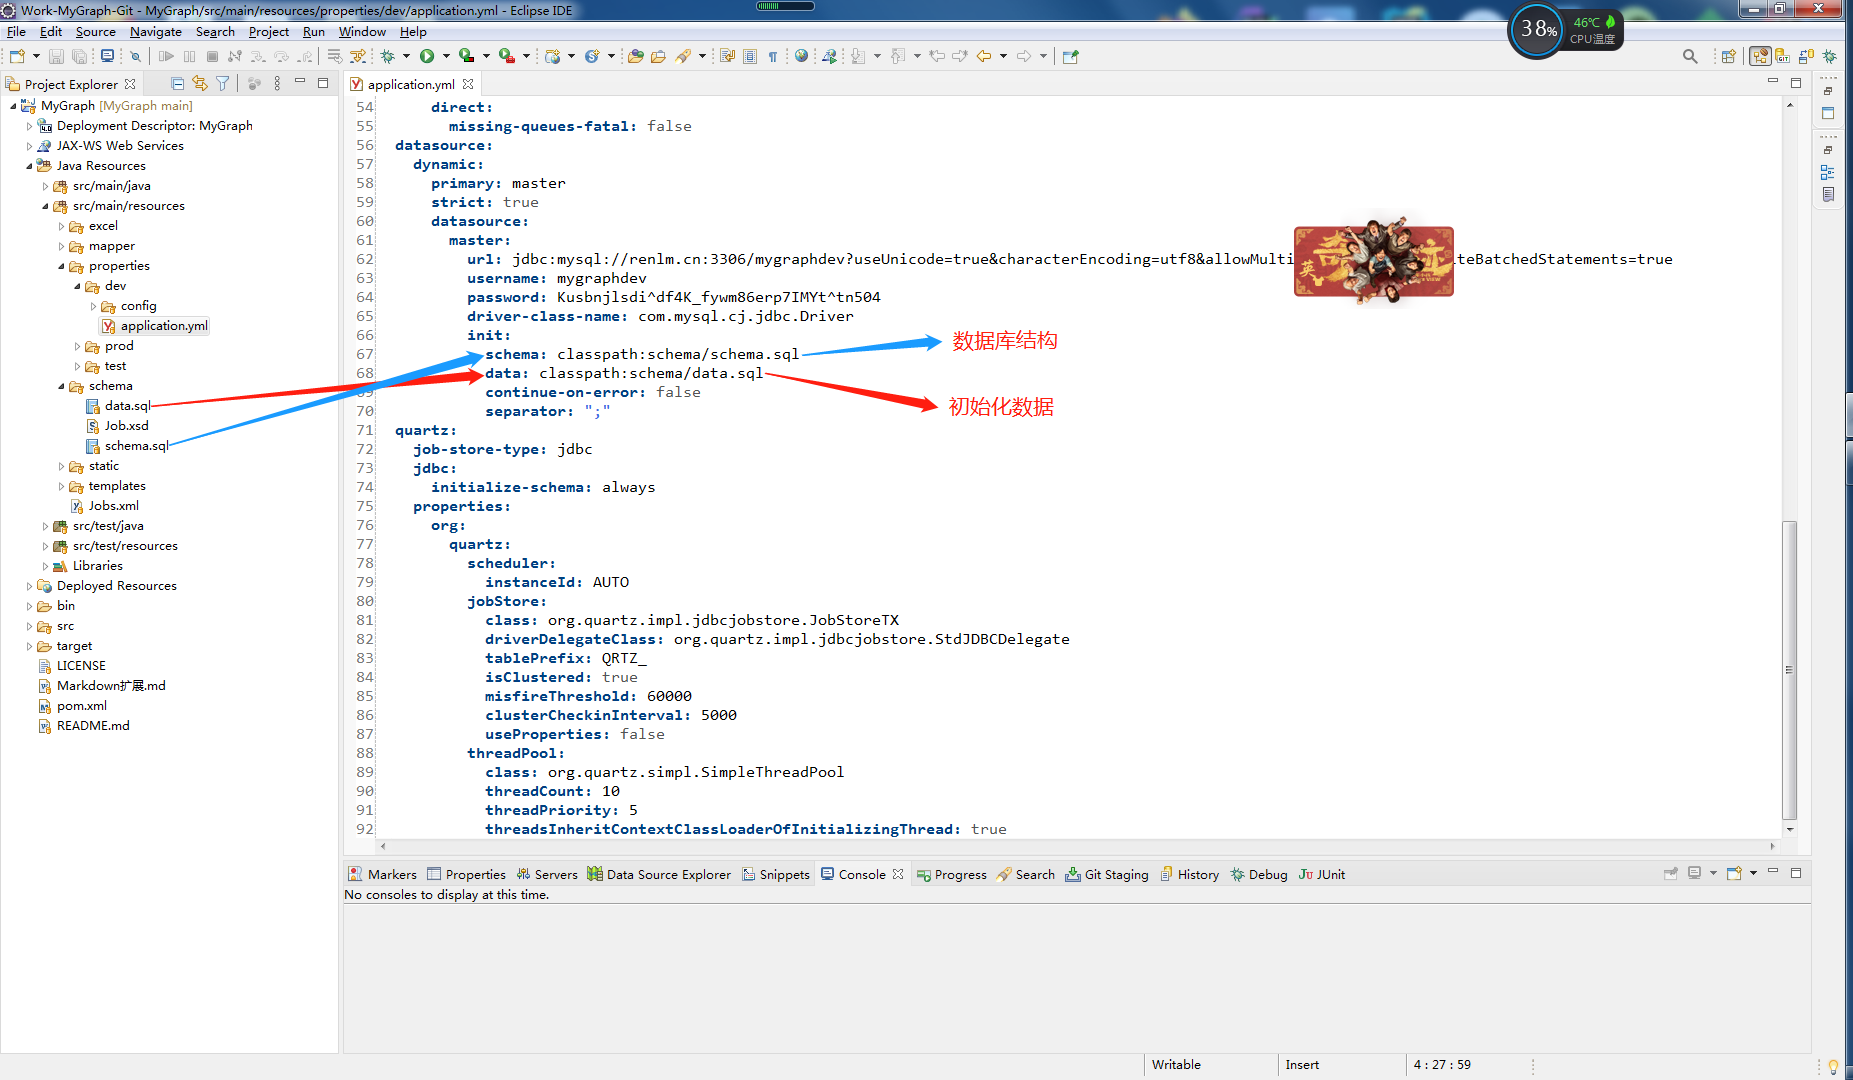 Work-MyGraph-Git - MyGraph/src/main/resources/properties/dev/application.yml - Eclipse IDE
File Edit Source Navigate Search Project Run Window Help
38%
46℃
CPU温度
Project Explorer
MyGraph [MyGraph main]
Deployment Descriptor: MyGraph
JAX-WS Web Services
Java Resources
src/main/java
src/main/resources
excel
mapper
properties
dev
config
application.yml
prod
test
schema
data.sql
Job.xsd
schema.sql
static
templates
Jobs.xml
src/test/java
src/test/resources
Libraries
Deployed Resources
bin
src
target
LICENSE
Markdown扩展.md
pom.xml
README.md
application.yml
54 direct:
55 missing-queues-fatal: false
56 datasource:
57 dynamic:
58 primary: master
59 strict: true
60 datasource:
61 master:
62 url: jdbc:mysql://renlm.cn:3306/mygraphdev?useUnicode=true&characterEncoding=utf8&allowMulti iteBatchedStatements=true
63 username: mygraphdev
64 password: Kusbnjlsdi^df4K_fywm86erp7IMYt^tn504
65 driver-class-name: com.mysql.cj.jdbc.Driver
66 init:
67 schema: classpath:schema/schema.sql
数据库结构
68 data: classpath:schema/data.sql
69 continue-on-error: false
初始化数据
70 separator: ";"
71 quartz:
72 job-store-type: jdbc
73 jdbc:
74 initialize-schema: always
75 properties:
76 org:
77 quartz:
78 scheduler:
79 instanceId: AUTO
80 jobStore:
81 class: org.quartz.impl.jdbcjobstore.JobStoreTX
82 driverDelegateClass: org.quartz.impl.jdbcjobstore.StdJDBCDelegate
83 tablePrefix: QRTZ_
84 isClustered: true
85 misfireThreshold: 60000
86 clusterCheckinInterval: 5000
87 useProperties: false
88 threadPool:
89 class: org.quartz.simpl.SimpleThreadPool
90 threadCount: 10
91 threadPriority: 5
92 threadsInheritContextClassLoaderOfInitializingThread: true
Markers Properties Servers Data Source Explorer Snippets Console Progress Search Git Staging History Debug JUnit
No consoles to display at this time.
Writable Insert 4 : 27 : 59